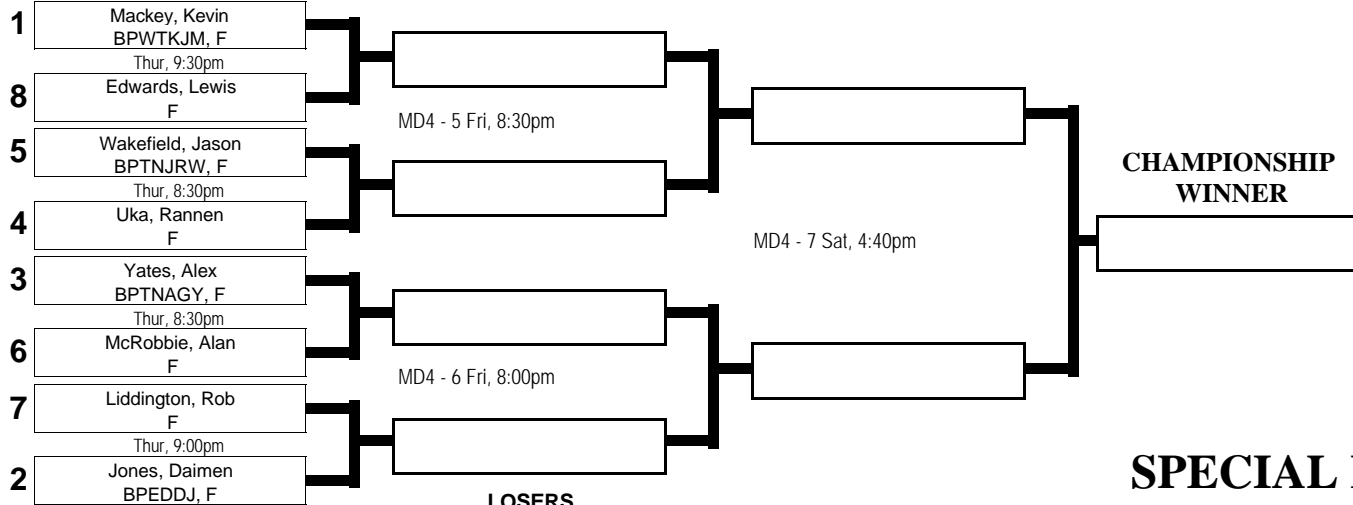 1
Mackey, Kevin
BPWTKJM, F
Thur, 9:30pm
8
Edwards, Lewis
F
MD4 - 5 Fri, 8:30pm
5
Wakefield, Jason
BPTNJRW, F
Thur, 8:30pm
4
Uka, Rannen
F
3
Yates, Alex
BPTNAGY, F
Thur, 8:30pm
6
McRobbie, Alan
F
MD4 - 6 Fri, 8:00pm
7
Liddington, Rob
F
Thur, 9:00pm
2
Jones, Daimen
BPEDDJ, F
LOSERS
MD4 - 7 Sat, 4:40pm
CHAMPIONSHIP
WINNER
SPECIAL